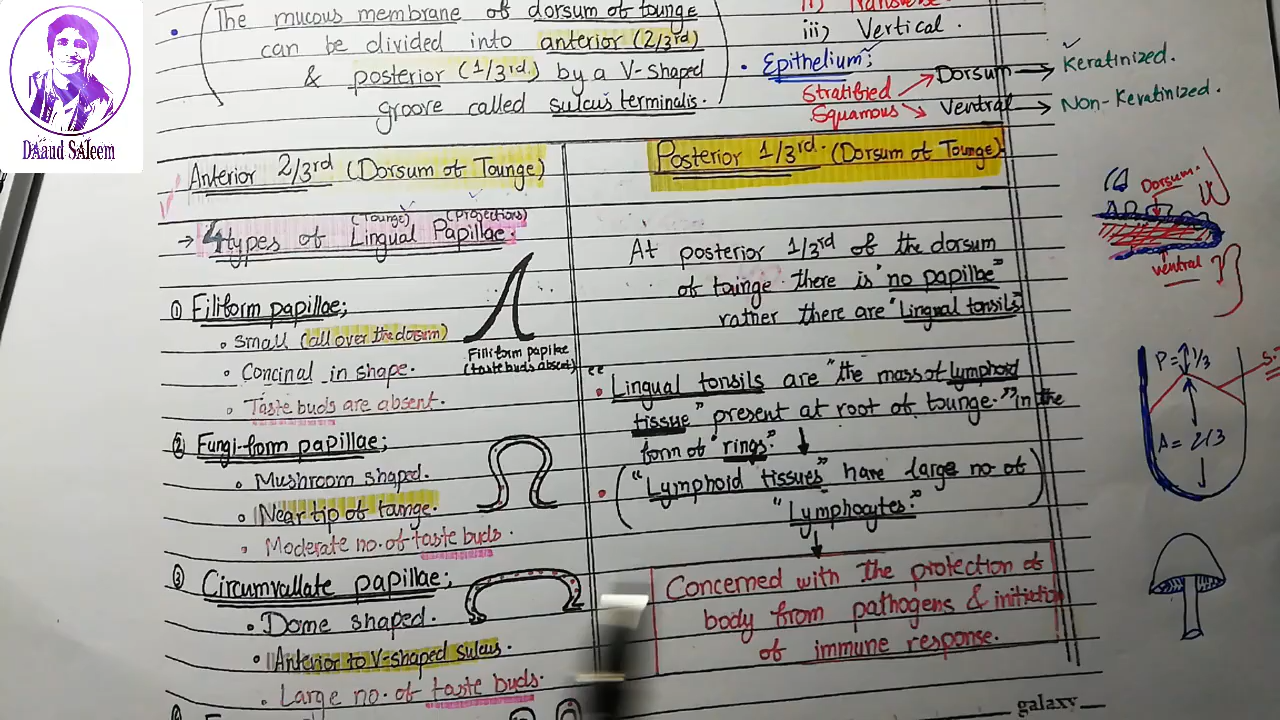 DAaud SAleem
• (The mucous membrane of dorsum of tounge
can be divided into anterior (2/3rd)
& posterior (1/3rd.) by a V-shaped
groove called sulcus terminalis.)
iii) Vertical.
• Epithelium;
Stratified Squamous
Dorsum → Keratinized.
Ventral → Non-Keratinized.
Anterior 2/3rd (Dorsum of Tounge)
(Tounge) (projections)
→ 4 types of Lingual Papillae.
① Filiform papillae;
• Small (all over the dorsum)
• Concinal in shape.
• Taste buds are absent.
Filliform papilae
(taste buds absent)
② Fungi-form papillae;
• Mushroom shaped.
• Near tip of tounge.
• Moderate no. of taste buds.
③ Circumvallate papillae;
• Dome shaped.
• Anterior to V-shaped sulcus.
• Large no. of taste buds.
Posterior 1/3rd. (Dorsum of Tounge)
At posterior 1/3rd of the dorsum
of tounge there is "no papillae"
rather there are "Lingual tonsils"
• Lingual tonsils are "the mass of lymphoid
tissue" present at root of tounge." in the
form of "rings."
• ("Lymphoid tissues" have large no of
"Lymphocytes.")
Concerned with the protection of
body from pathogens & initiation
of immune response.
Dorsum.
ventral
P = 1/3
A = 2/3
galaxy